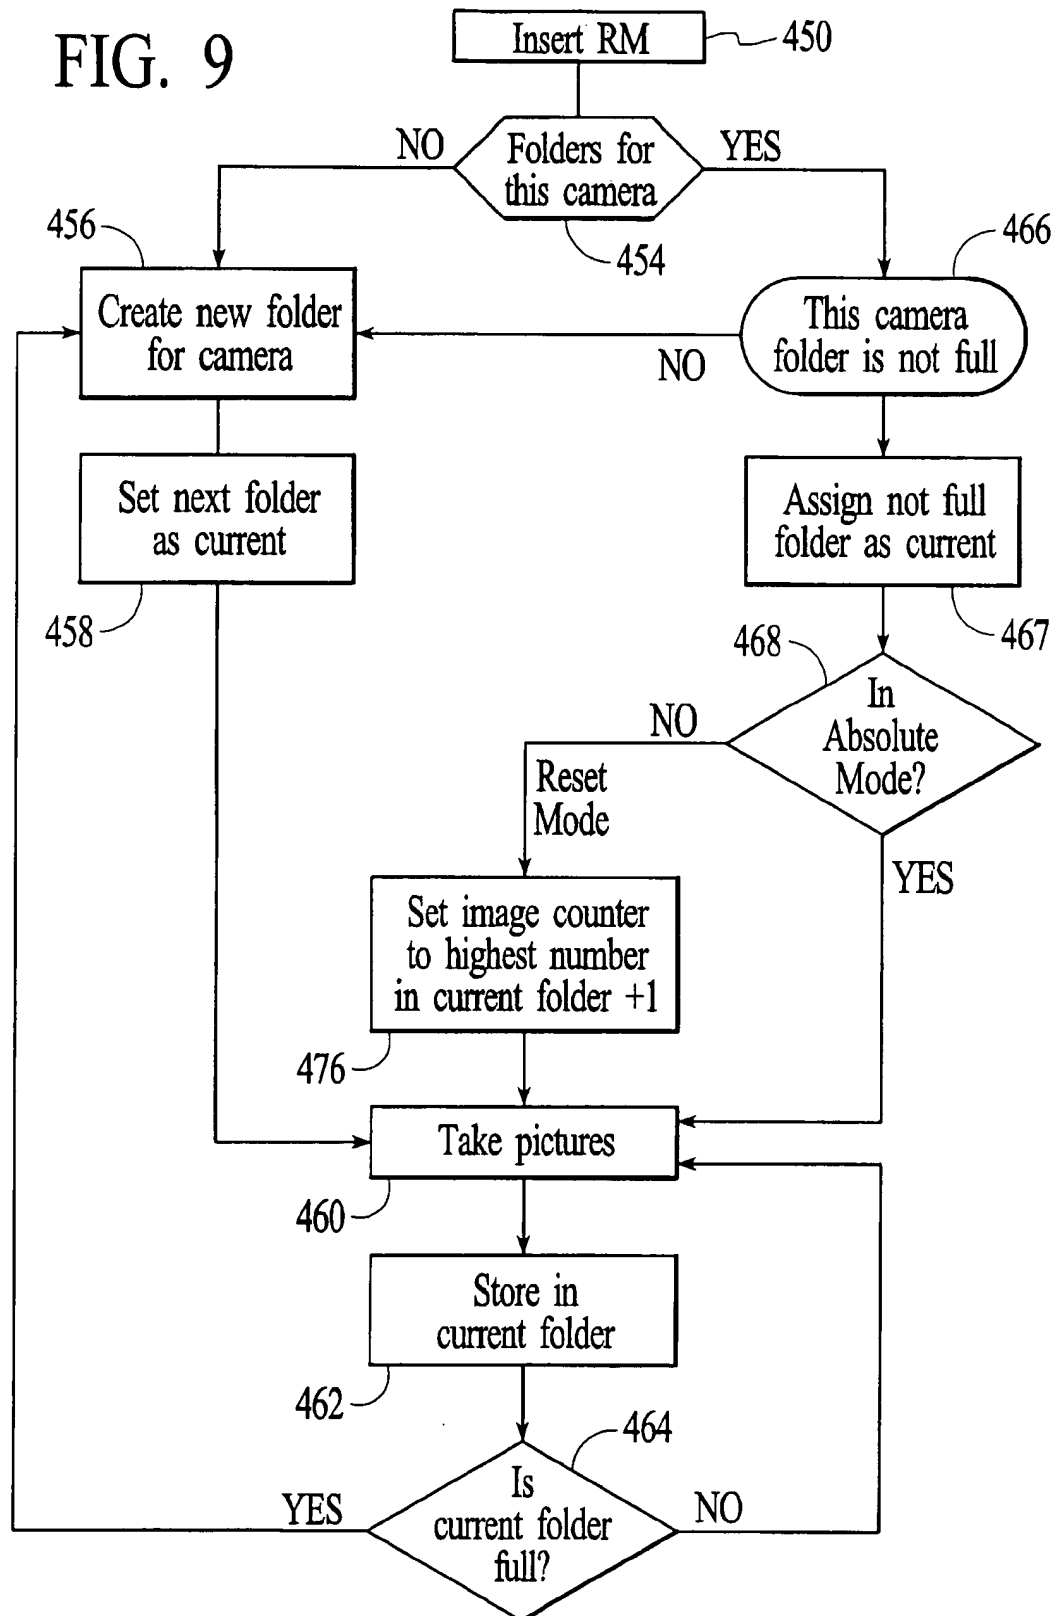 FIG. 9
Insert RM
450
NO
Folders for
this camera
YES
454
456
466
Create new folder
for camera
This camera
folder is not full
NO
Set next folder
as current
Assign not full
folder as current
458
467
468
In
Absolute
Mode?
NO
Reset
Mode
YES
Set image counter
to highest number
in current folder +1
476
Take pictures
460
Store in
current folder
462
464
Is
current folder
full?
YES
NO